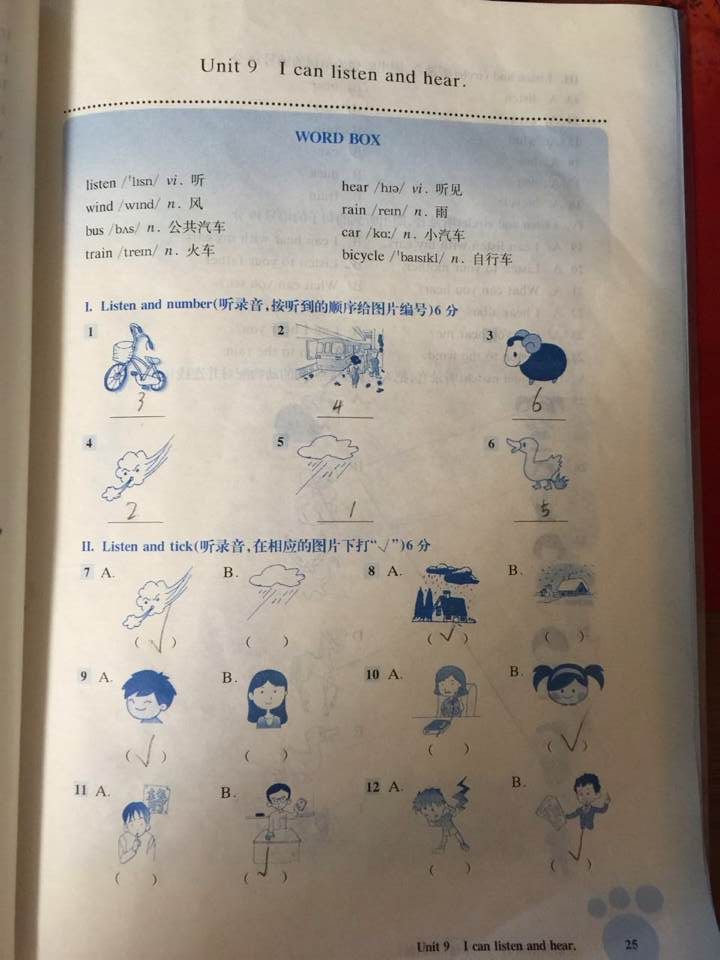 Unit 9 I can listen and hear.
WORD BOX
listen /ˈlɪsn/ vi. 听
hear /hɪə/ vi. 听见
wind /wɪnd/ n. 风
rain /reɪn/ n. 雨
bus /bʌs/ n. 公共汽车
car /kɑː/ n. 小汽车
train /treɪn/ n. 火车
bicycle /ˈbaɪsɪkl/ n. 自行车
I. Listen and number(听录音,按听到的顺序给图片编号)6分
1 2 3
3 4 6
4 5 6
2 1 5
II. Listen and tick(听录音,在相应的图片下打“√”)6分
7 A. B. 8 A. B.
(√) ( ) (√) ( )
9 A. B. 10 A. B.
(√) ( ) ( ) (√)
11 A. B. 12 A. B.
( ) (√) ( ) (√)
Unit 9 I can listen and hear. 25